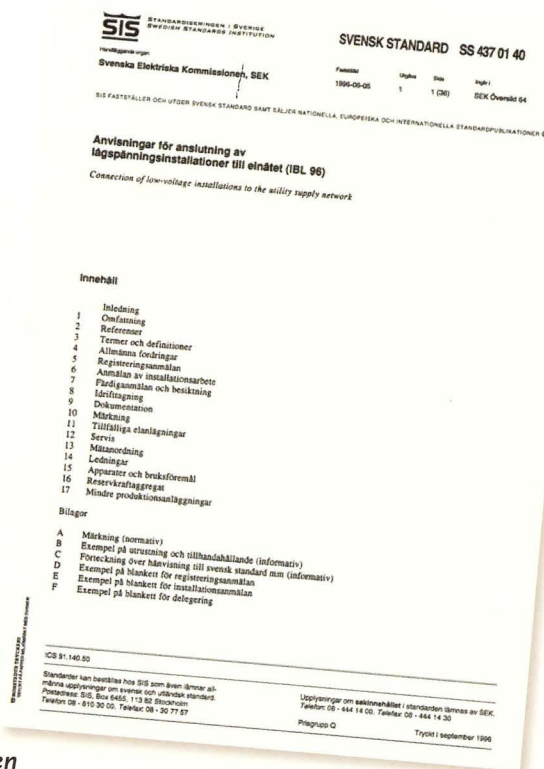 SIS
STANDARDISERINGEN I SVERIGE
SWEDISH STANDARDS INSTITUTION
Handläggande organ
Svenska Elektriska Kommissionen, SEK
SVENSK STANDARD SS 437 01 40
Fastställd
Utgåva
Sida
Ingår i
1996-06-05
1
1 (36)
SEK Översikt 64
SIS FASTSTÄLLER OCH UTGER SVENSK STANDARD SAMT SÄLJER NATIONELLA, EUROPEISKA OCH INTERNATIONELLA STANDARDPUBLIKATIONER
Anvisningar för anslutning av
lågspänningsinstallationer till elnätet (IBL 96)
Connection of low-voltage installations to the utility supply network
Innehåll
Inledning
1 Omfattning
2 Referenser
3 Termer och definitioner
4 Allmänna fordringar
5 Registreringsanmälan
6 Anmälan av installationsarbete
7 Färdiganmälan och besiktning
8 Idrifttagning
9 Dokumentation
10 Märkning
11 Tillfälliga elanlägningar
12 Servis
13 Mätanordning
14 Ledningar
15 Apparater och bruksföremål
16 Reservkraftaggregat
17 Mindre produktionsanläggningar
Bilagor
A Märkning (normativ)
B Exempel på utrustning och tillhandahållande (informativ)
C Förteckning över hänvisning till svensk standard mm (informativ)
D Exempel på blankett för registreringsanmälan
E Exempel på blankett för installationsanmälan
F Exempel på blankett för delegering
ICS 91.140.50
Standarder kan beställas hos SIS som även lämnar all-
männa upplysningar om svensk och utländsk standard.
Postadress: SIS, Box 6455, 113 82 Stockholm
Telefon: 08 - 610 30 00. Telefax: 08 - 30 77 57
Upplysningar om sakinnehållet i standarden lämnas av SEK.
Telefon: 08 - 444 14 00. Telefax: 08 - 444 14 30
Prisgrupp Q
Tryckt i september 1996
en